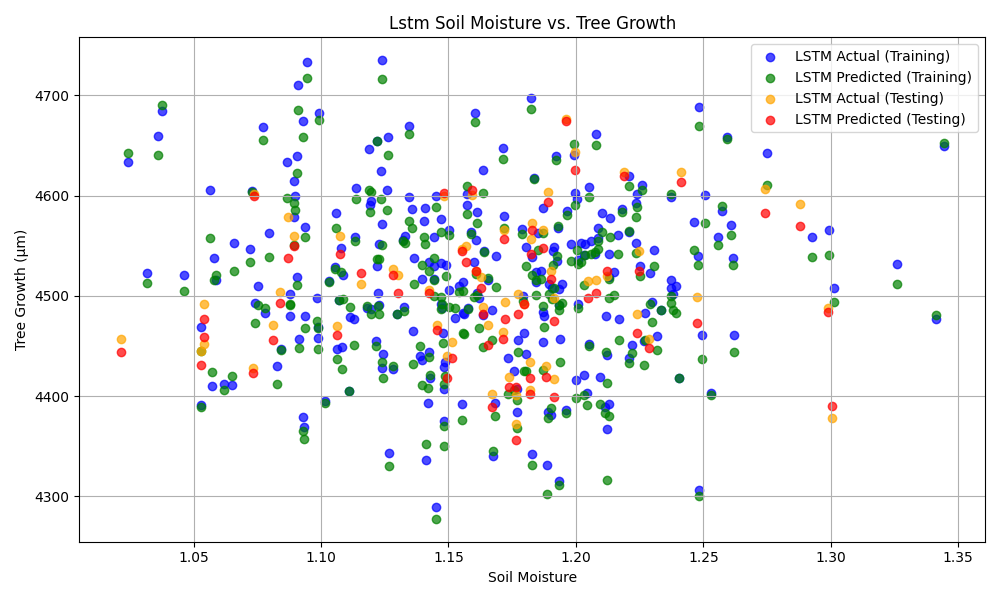 Lstm Soil Moisture vs. Tree Growth
LSTM Actual (Training)
LSTM Predicted (Training)
LSTM Actual (Testing)
LSTM Predicted (Testing)
Tree Growth (μm)
4700
4600
4500
4400
4300
1.05 1.10 1.15 1.20 1.25 1.30 1.35
Soil Moisture